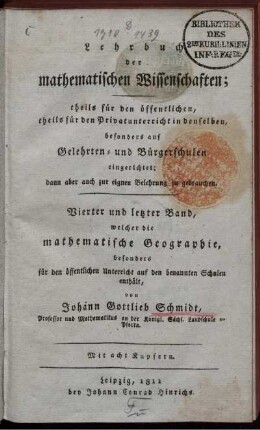 BIBLIOTHEK
DES
Lehrbuch
der
mathematischen Wissenschaften;
theils für den öffentlichen,
theils für den Privatunterricht in denselben,
besonders auf
Gelehrten- und Bürgerschulen
eingerichtet;
dann aber auch zur eignen Belehrung zu gebrauchen.
Vierter und letzter Band,
welcher die
mathematische Geographie,
besonders
für den öffentlichen Unterricht auf den benannten Schulen
enthält,
von
Johann Gottlieb Schmidt,
Professor und Mathematikus an der Königl. Sächs. Landschule
Pforta.
Mit acht Kupfern.
Leipzig, 1811
bey Johann Conrad Hinrichs.